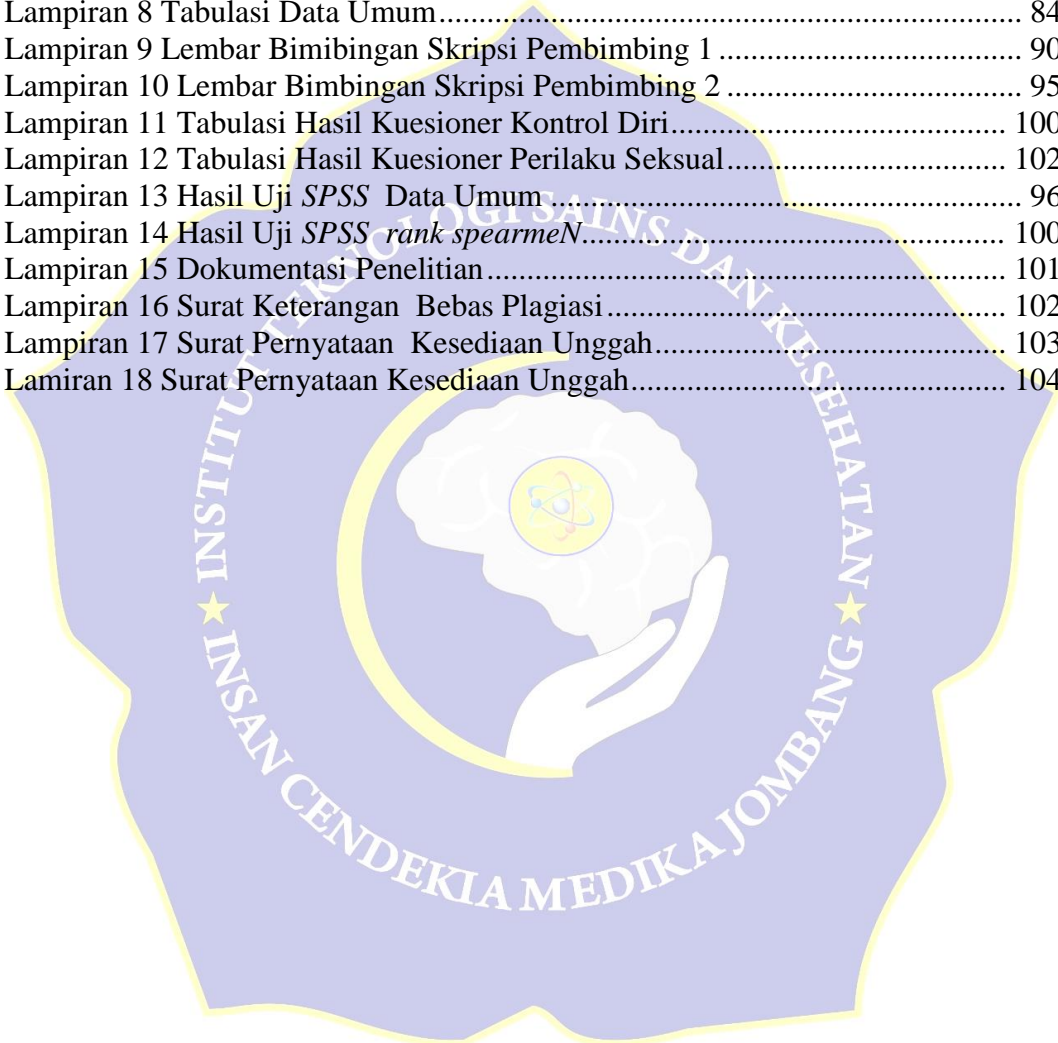 Lampiran 8 Tabulasi Data Umum........................................................................ 84
Lampiran 9 Lembar Bimibingan Skripsi Pembimbing 1 ..................................... 90
Lampiran 10 Lembar Bimbingan Skripsi Pembimbing 2 .................................... 95
Lampiran 11 Tabulasi Hasil Kuesioner Kontrol Diri......................................... 100
Lampiran 12 Tabulasi Hasil Kuesioner Perilaku Seksual.................................. 102
Lampiran 13 Hasil Uji SPSS Data Umum .......................................................... 96
Lampiran 14 Hasil Uji SPSS rank spearmeN.................................................... 100
Lampiran 15 Dokumentasi Penelitian ................................................................ 101
Lampiran 16 Surat Keterangan Bebas Plagiasi ................................................. 102
Lampiran 17 Surat Pernyataan Kesediaan Unggah........................................... 103
Lamiran 18 Surat Pernyataan Kesediaan Unggah.............................................. 104
INSTITUT TEKNOLOGI SAINS DAN KESEHATAN
INSAN CENDEKIA MEDIKA JOMBANG